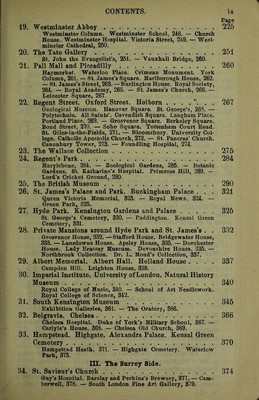 CONTENTS. ix
Page
19. Westminster Abbey 225
Westminster Column. Westminster School, 248. — Church
House. Westminster Hospital. Victoria Street, 249. — West-
minster Cathedral, 250.
20. The Tate Gallery 251
St. John the Evangelist's, 251. — Vauxhall Bridge, 260.
21. Pall Mall and Piccadilly 260
Haymarket. Waterloo Place. Crimean Monument. York
Column, 261. — St. James's Square. Marlborough House, 262.
— St. James's Street, 263. — Burlington House. Royal Society,
264. — Royal Academy, 265. — St. James's Church, 266. —
Leicester Square, 267.
22. Regent Street. Oxford Street. Holborn 267
Geological Museum. Hanover Square. St. George's, 268. —
Polytechnic. All Saints'. Cavendish Square. Langham Place.
Portland Place, 269. — Grosvenor Square. Berkeley Square.
Bond Street, 270. — Soho Square. Tottenham Court Road.
St. Giles-in-the-Fields, 271. — Bloomsbury. University Col-
lege. Catholic Apostolic Church, 272. — St. Pancras' Church.
Canonbury Tower, 273. — Foundling Hospital, 274.
23. The Wallace Collection 275
24. Regent's Park 284
Marylebone, 284. — Zoological Gardens, 285. — Botanic
Gardens. St. Katharine's Hospital. Primrose Hill, 289. —
Lord's Cricket Ground, 290.
25. The British Museum 290
26. St. James's Palace and Park. Buckingham Palace 321
Queen Victoria Memorial, 323. — Royal Mews, 324.
Green Park, 325.
27. Hyde Park. Kensington Gardens and Palace 325
St. George's Cemetery, 330. — Paddington. Kensal Green
Cemetery, 331.
28. Private Mansions around Hyde Park and St. James's 332
Grosvenor House, 332. — Stafford House. Bridgewater House,
333. — Lansdowne House. Apsley House, 335. — Dorchester
House. Lady Brassey Museum. Devonshire House, 336. —
Northbrook Collection. Dr. L. Mond's Collection, 337.
29. Albert Memorial. Albert Hall. Holland House 337
Campden Hill. Leighton House, 339.
30. Imperial Institute. University of London. Natural History
Museum 340
Royal College of Music, 340. — School of Art Needlework.
Royal College of Science, 342.
31. South Kensington Museum 345
Exhibition Galleries, 361. — The Oratory, 366.
32. Belgravia. Chelsea 366
Chelsea Hospital. Duke of York's Military School, 367. —
Carlyle's House, 368. — Chelsea Old Church, 369.
33. Hampstead. Highgate. Alexandra Palace. Kensal Green
Cemetery 370
Hampstead Heath, 371. — Highgate Cemetery. Waterlow
Park, 373.
III. The Surrey Side.
34. St. Saviour's Church 374
Guy's Hospital. Barclay and Perkins's Brewery, 377. — Cam-
berwell, 378. — South London Fine Art Gallery, 379.